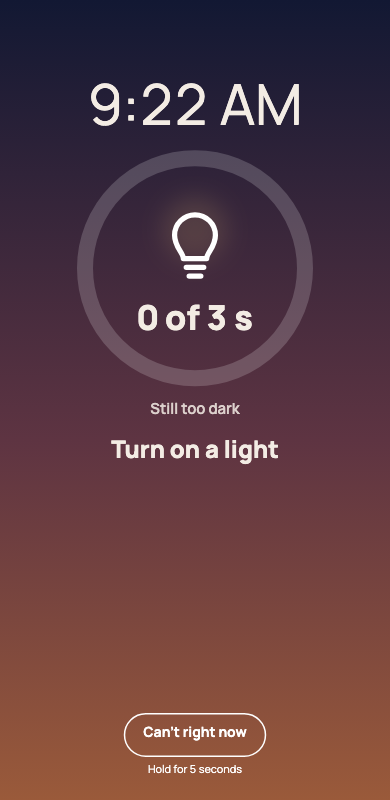 9:22 AM
0 of 3 s
Still too dark
Turn on a light
Can't right now
Hold for 5 seconds